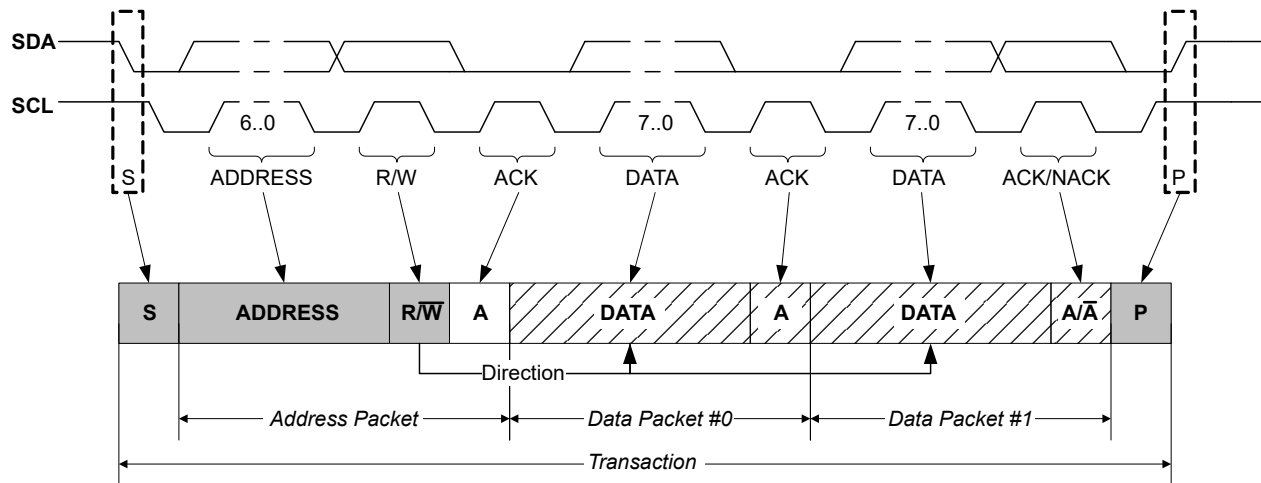 SDA
SCL
6..0 7..0 7..0
S ADDRESS R/W ACK DATA ACK DATA ACK/NACK P
S ADDRESS R/W̅ A DATA A DATA A/A̅ P
Direction
Address Packet Data Packet #0 Data Packet #1
Transaction